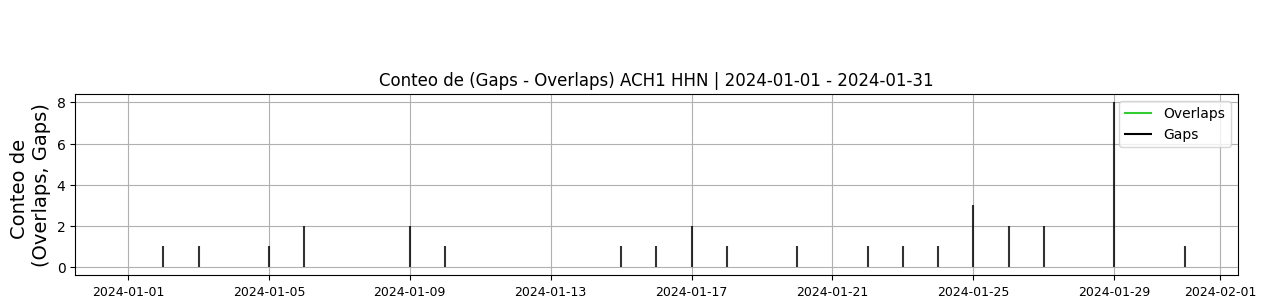 Conteo de (Gaps - Overlaps) ACH1 HHN | 2024-01-01 - 2024-01-31
Conteo de
(Overlaps, Gaps)
8
6
4
2
0
Overlaps
Gaps
2024-01-01 2024-01-05 2024-01-09 2024-01-13 2024-01-17 2024-01-21 2024-01-25 2024-01-29 2024-02-01